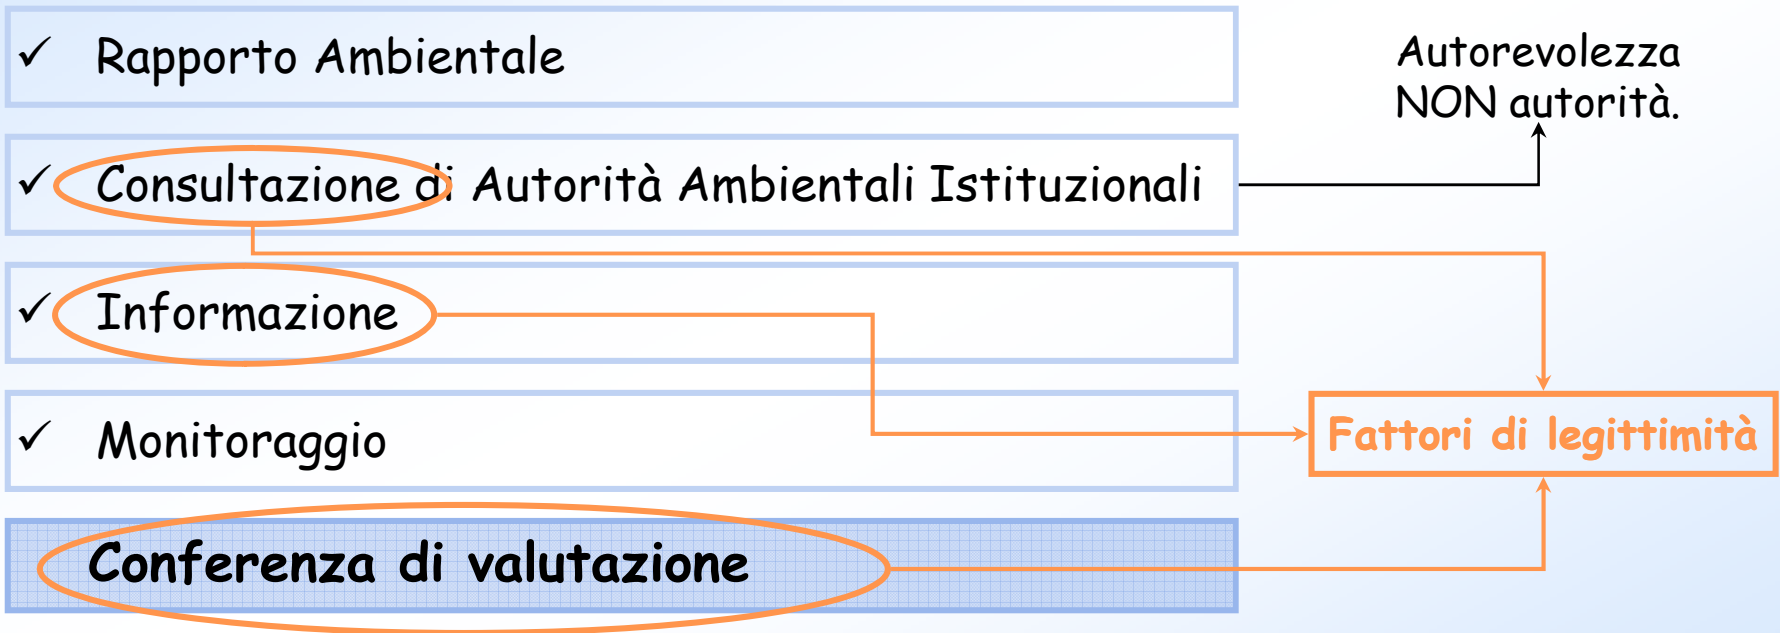 ✓ Rapporto Ambientale
Autorevolezza
NON autorità.
✓ Consultazione di Autorità Ambientali Istituzionali
✓ Informazione
✓ Monitoraggio
Fattori di legittimità
Conferenza di valutazione